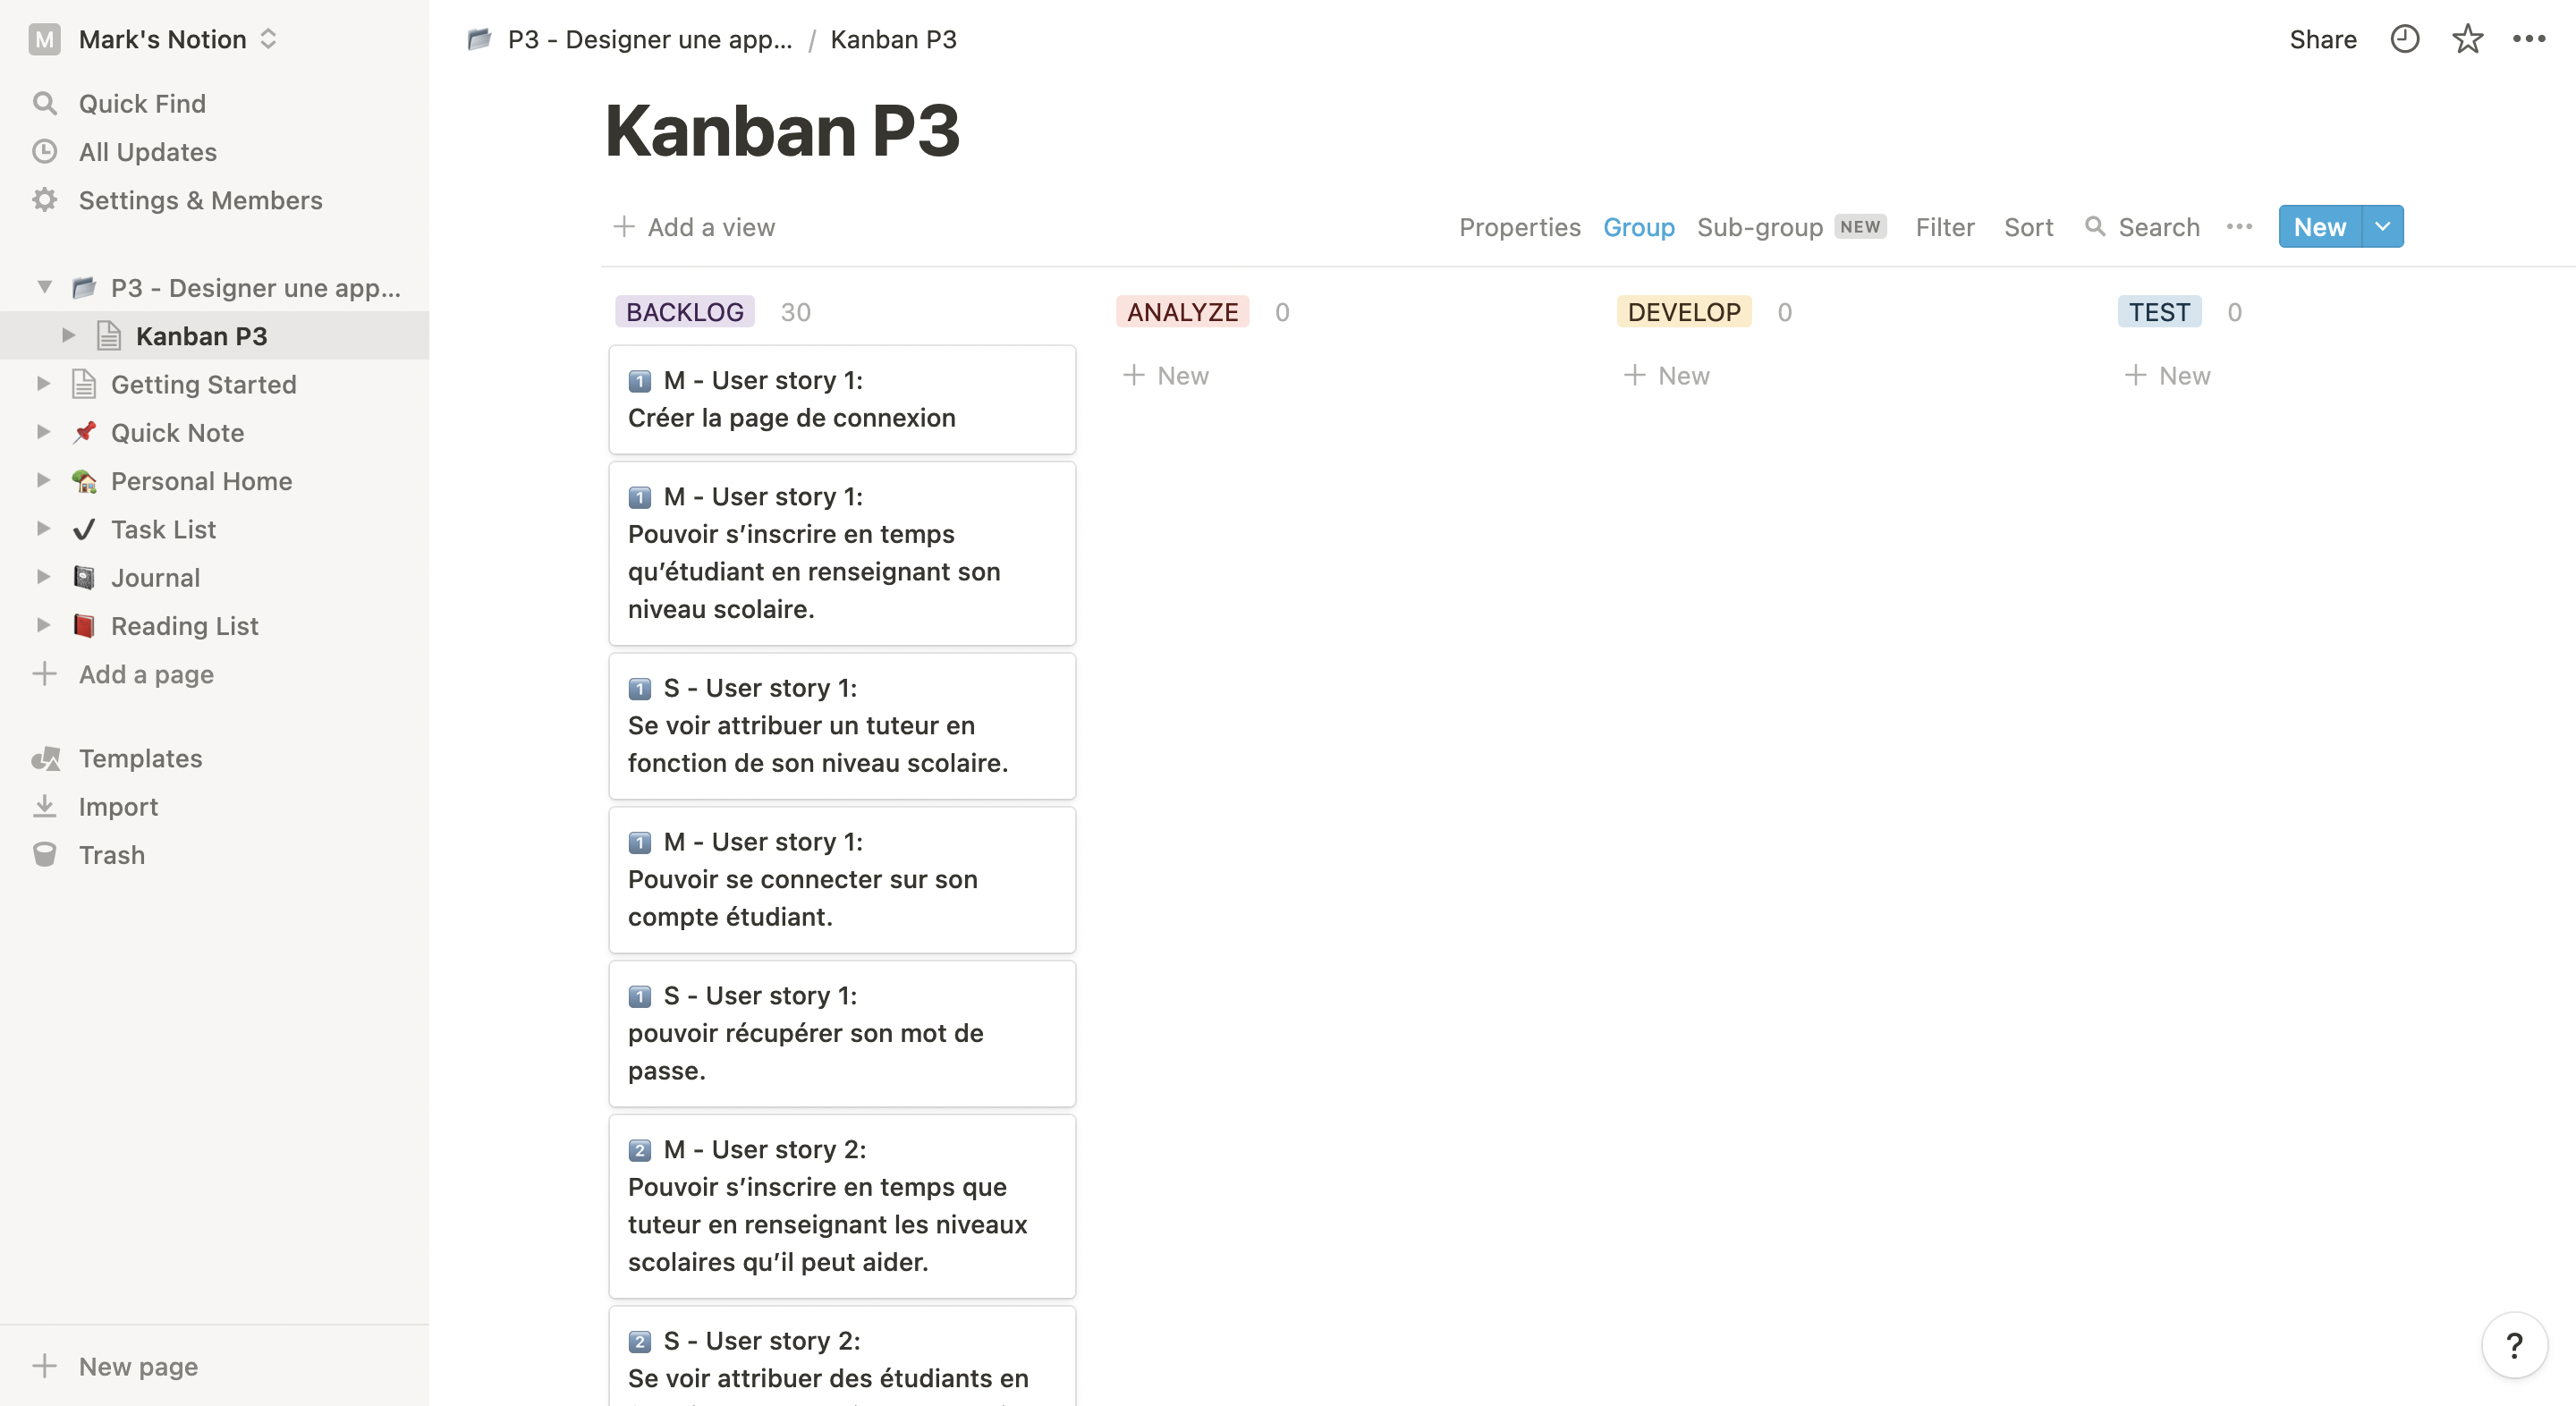 M Mark's Notion
Quick Find
All Updates
Settings & Members
P3 - Designer une app...
Kanban P3
Getting Started
Quick Note
Personal Home
Task List
Journal
Reading List
Add a page
Templates
Import
Trash
New page
P3 - Designer une app... / Kanban P3
Share
Kanban P3
Add a view
Properties Group Sub-group NEW Filter Sort Search New
BACKLOG 30
1 M - User story 1:
Créer la page de connexion
1 M - User story 1:
Pouvoir s’inscrire en temps
qu’étudiant en renseignant son
niveau scolaire.
1 S - User story 1:
Se voir attribuer un tuteur en
fonction de son niveau scolaire.
1 M - User story 1:
Pouvoir se connecter sur son
compte étudiant.
1 S - User story 1:
pouvoir récupérer son mot de
passe.
2 M - User story 2:
Pouvoir s’inscrire en temps que
tuteur en renseignant les niveaux
scolaires qu’il peut aider.
2 S - User story 2:
Se voir attribuer des étudiants en
ANALYZE 0
+ New
DEVELOP 0
+ New
TEST 0
+ New
?